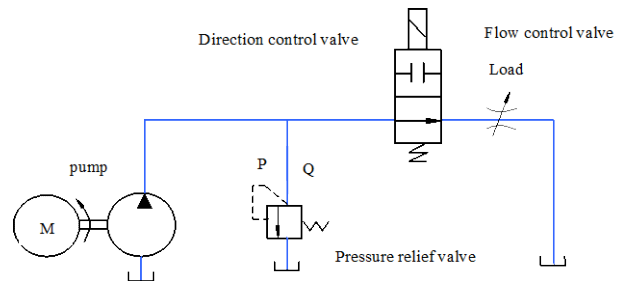 Direction control valve
Flow control valve
Load
pump
P
Q
M
Pressure relief valve